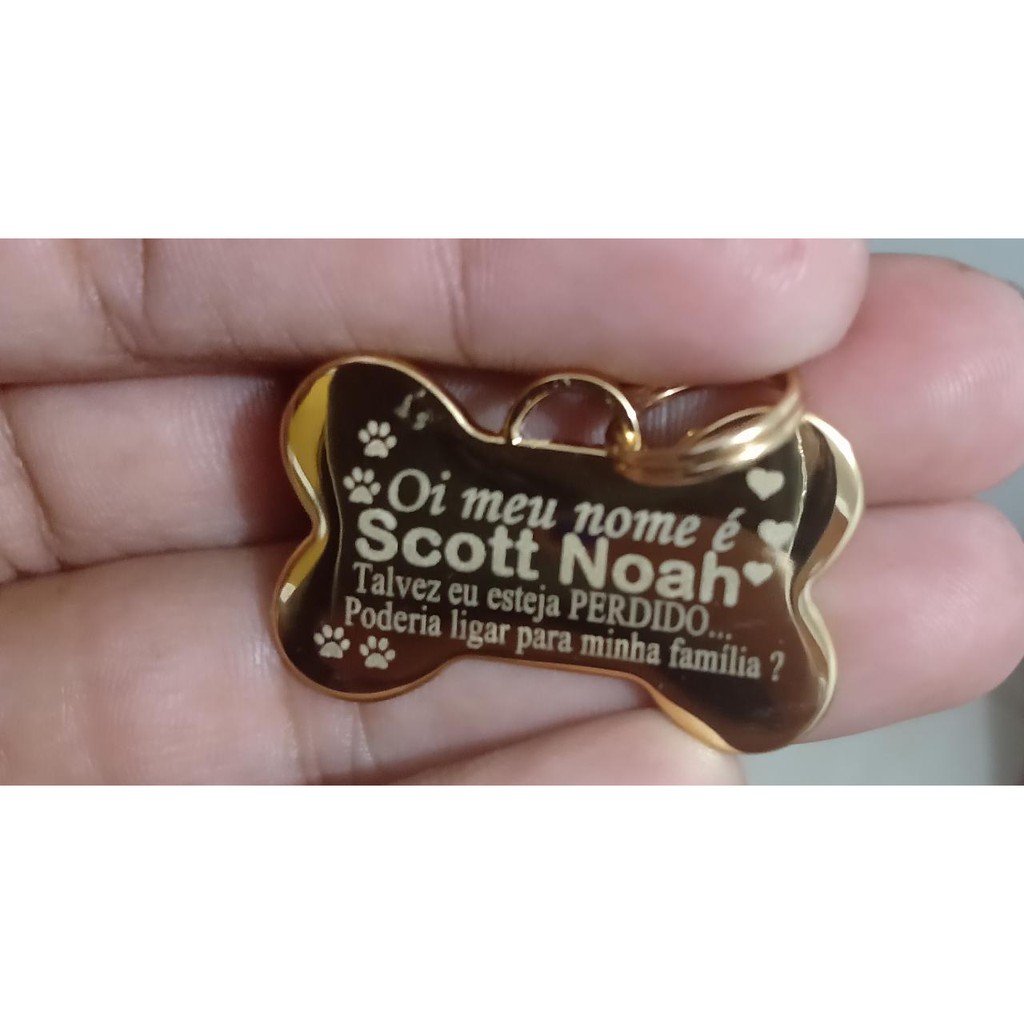 Oi meu nome é
Scott Noah
Talvez eu esteja PERDIDO...
Poderia ligar para minha família ?